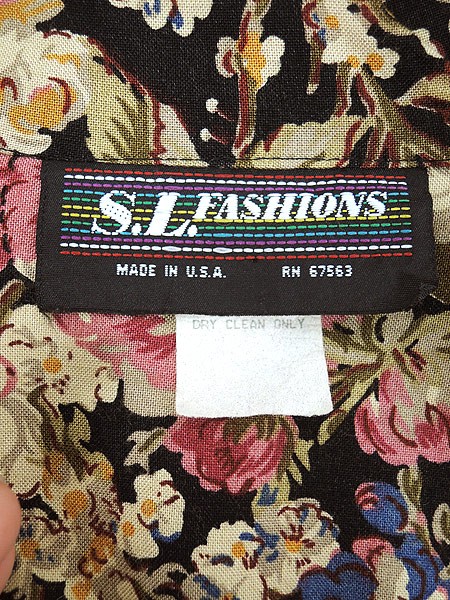 S.L. FASHIONS
MADE IN U.S.A. RN 67563
DRY CLEAN ONLY